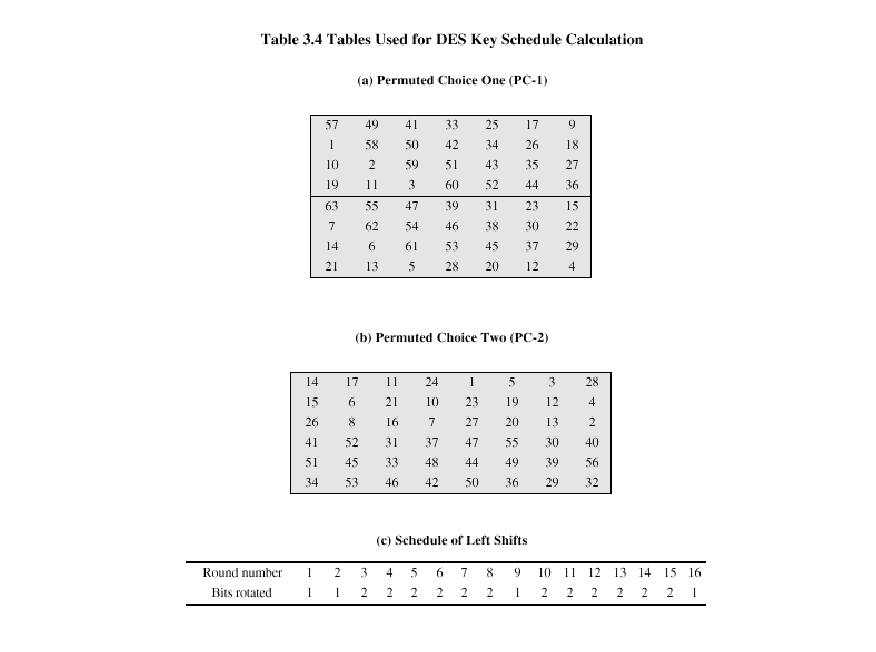 Table 3.4 Tables Used for DES Key Schedule Calculation
(a) Permuted Choice One (PC-1)
57 49 41 33 25 17 9
1 58 50 42 34 26 18
10 2 59 51 43 35 27
19 11 3 60 52 44 36
63 55 47 39 31 23 15
7 62 54 46 38 30 22
14 6 61 53 45 37 29
21 13 5 28 20 12 4
(b) Permuted Choice Two (PC-2)
14 17 11 24 1 5 3 28
15 6 21 10 23 19 12 4
26 8 16 7 27 20 13 2
41 52 31 37 47 55 30 40
51 45 33 48 44 49 39 56
34 53 46 42 50 36 29 32
(c) Schedule of Left Shifts
Round number 1 2 3 4 5 6 7 8 9 10 11 12 13 14 15 16
Bits rotated 1 1 2 2 2 2 2 2 1 2 2 2 2 2 2 1